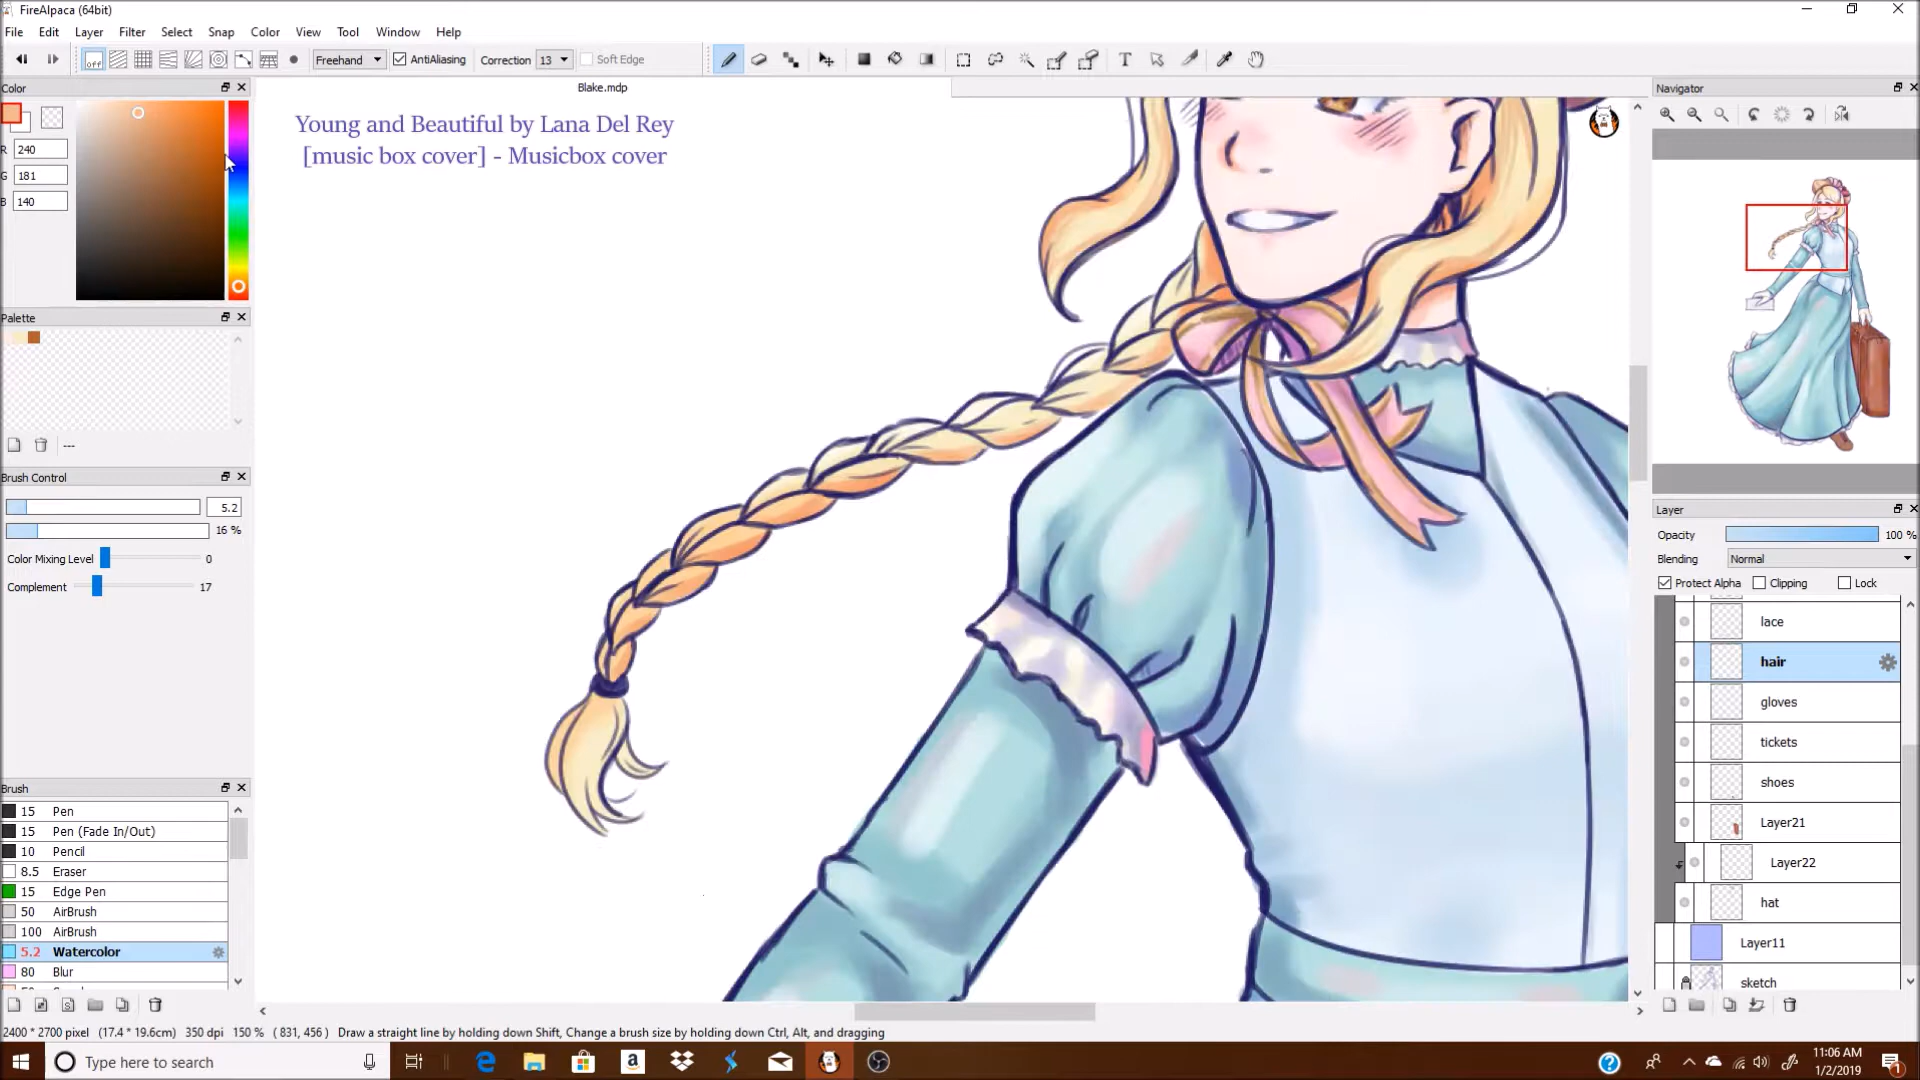 FireAlpaca (64bit)
File Edit Layer Filter Select Snap Color View Tool Window Help
off Freehand AntiAliasing Correction 13 Soft Edge T
Color
Blake.mdp
Navigator
Young and Beautiful by Lana Del Rey
[music box cover] - Musicbox cover
R 240
G 181
B 140
Palette
---
Brush Control
5.2
16 %
Color Mixing Level 0
Complement 17
Layer
Opacity 100 %
Blending Normal
Protect Alpha Clipping Lock
lace
hair
gloves
tickets
shoes
Layer21
Layer22
hat
Layer11
sketch
Brush
15 Pen
15 Pen (Fade In/Out)
10 Pencil
8.5 Eraser
15 Edge Pen
50 AirBrush
100 AirBrush
5.2 Watercolor
80 Blur
2400 * 2700 pixel (17.4 * 19.6cm) 350 dpi 150 % ( 831, 456 ) Draw a straight line by holding down Shift, Change a brush size by holding down Ctrl, Alt, and dragging
Type here to search
11:06 AM
1/2/2019